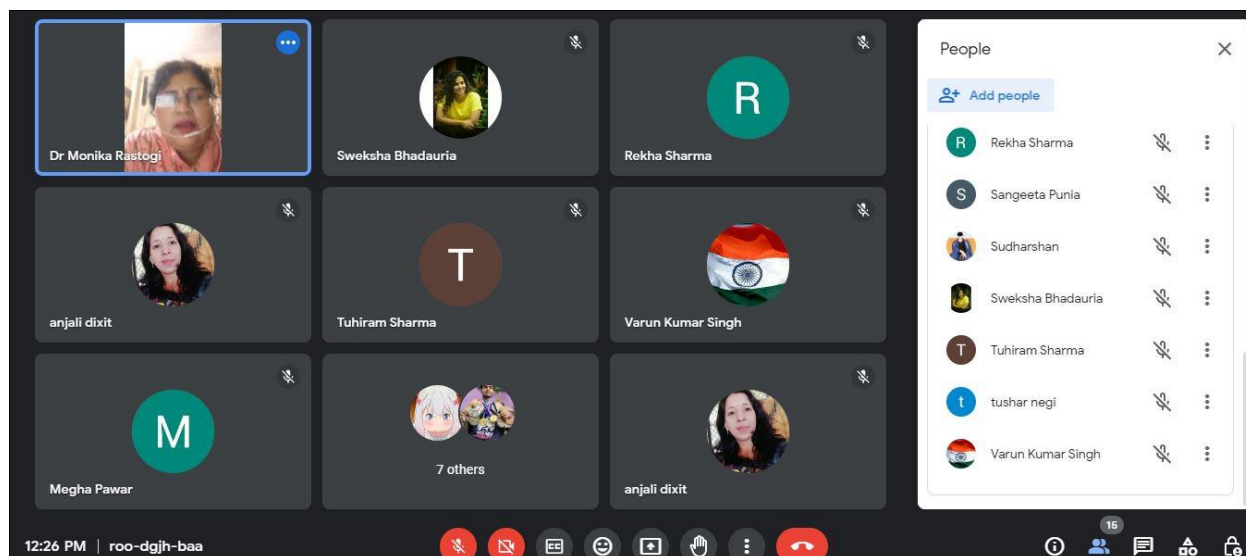 Dr Monika Rastogi
Sweksha Bhadauria
R
Rekha Sharma
anjali dixit
T
Tuhiram Sharma
Varun Kumar Singh
M
Megha Pawar
7 others
anjali dixit
People
Add people
R Rekha Sharma
S Sangeeta Punia
Sudharshan
Sweksha Bhadauria
T Tuhiram Sharma
t tushar negi
Varun Kumar Singh
12:26 PM | roo-dgjh-baa
CC
15